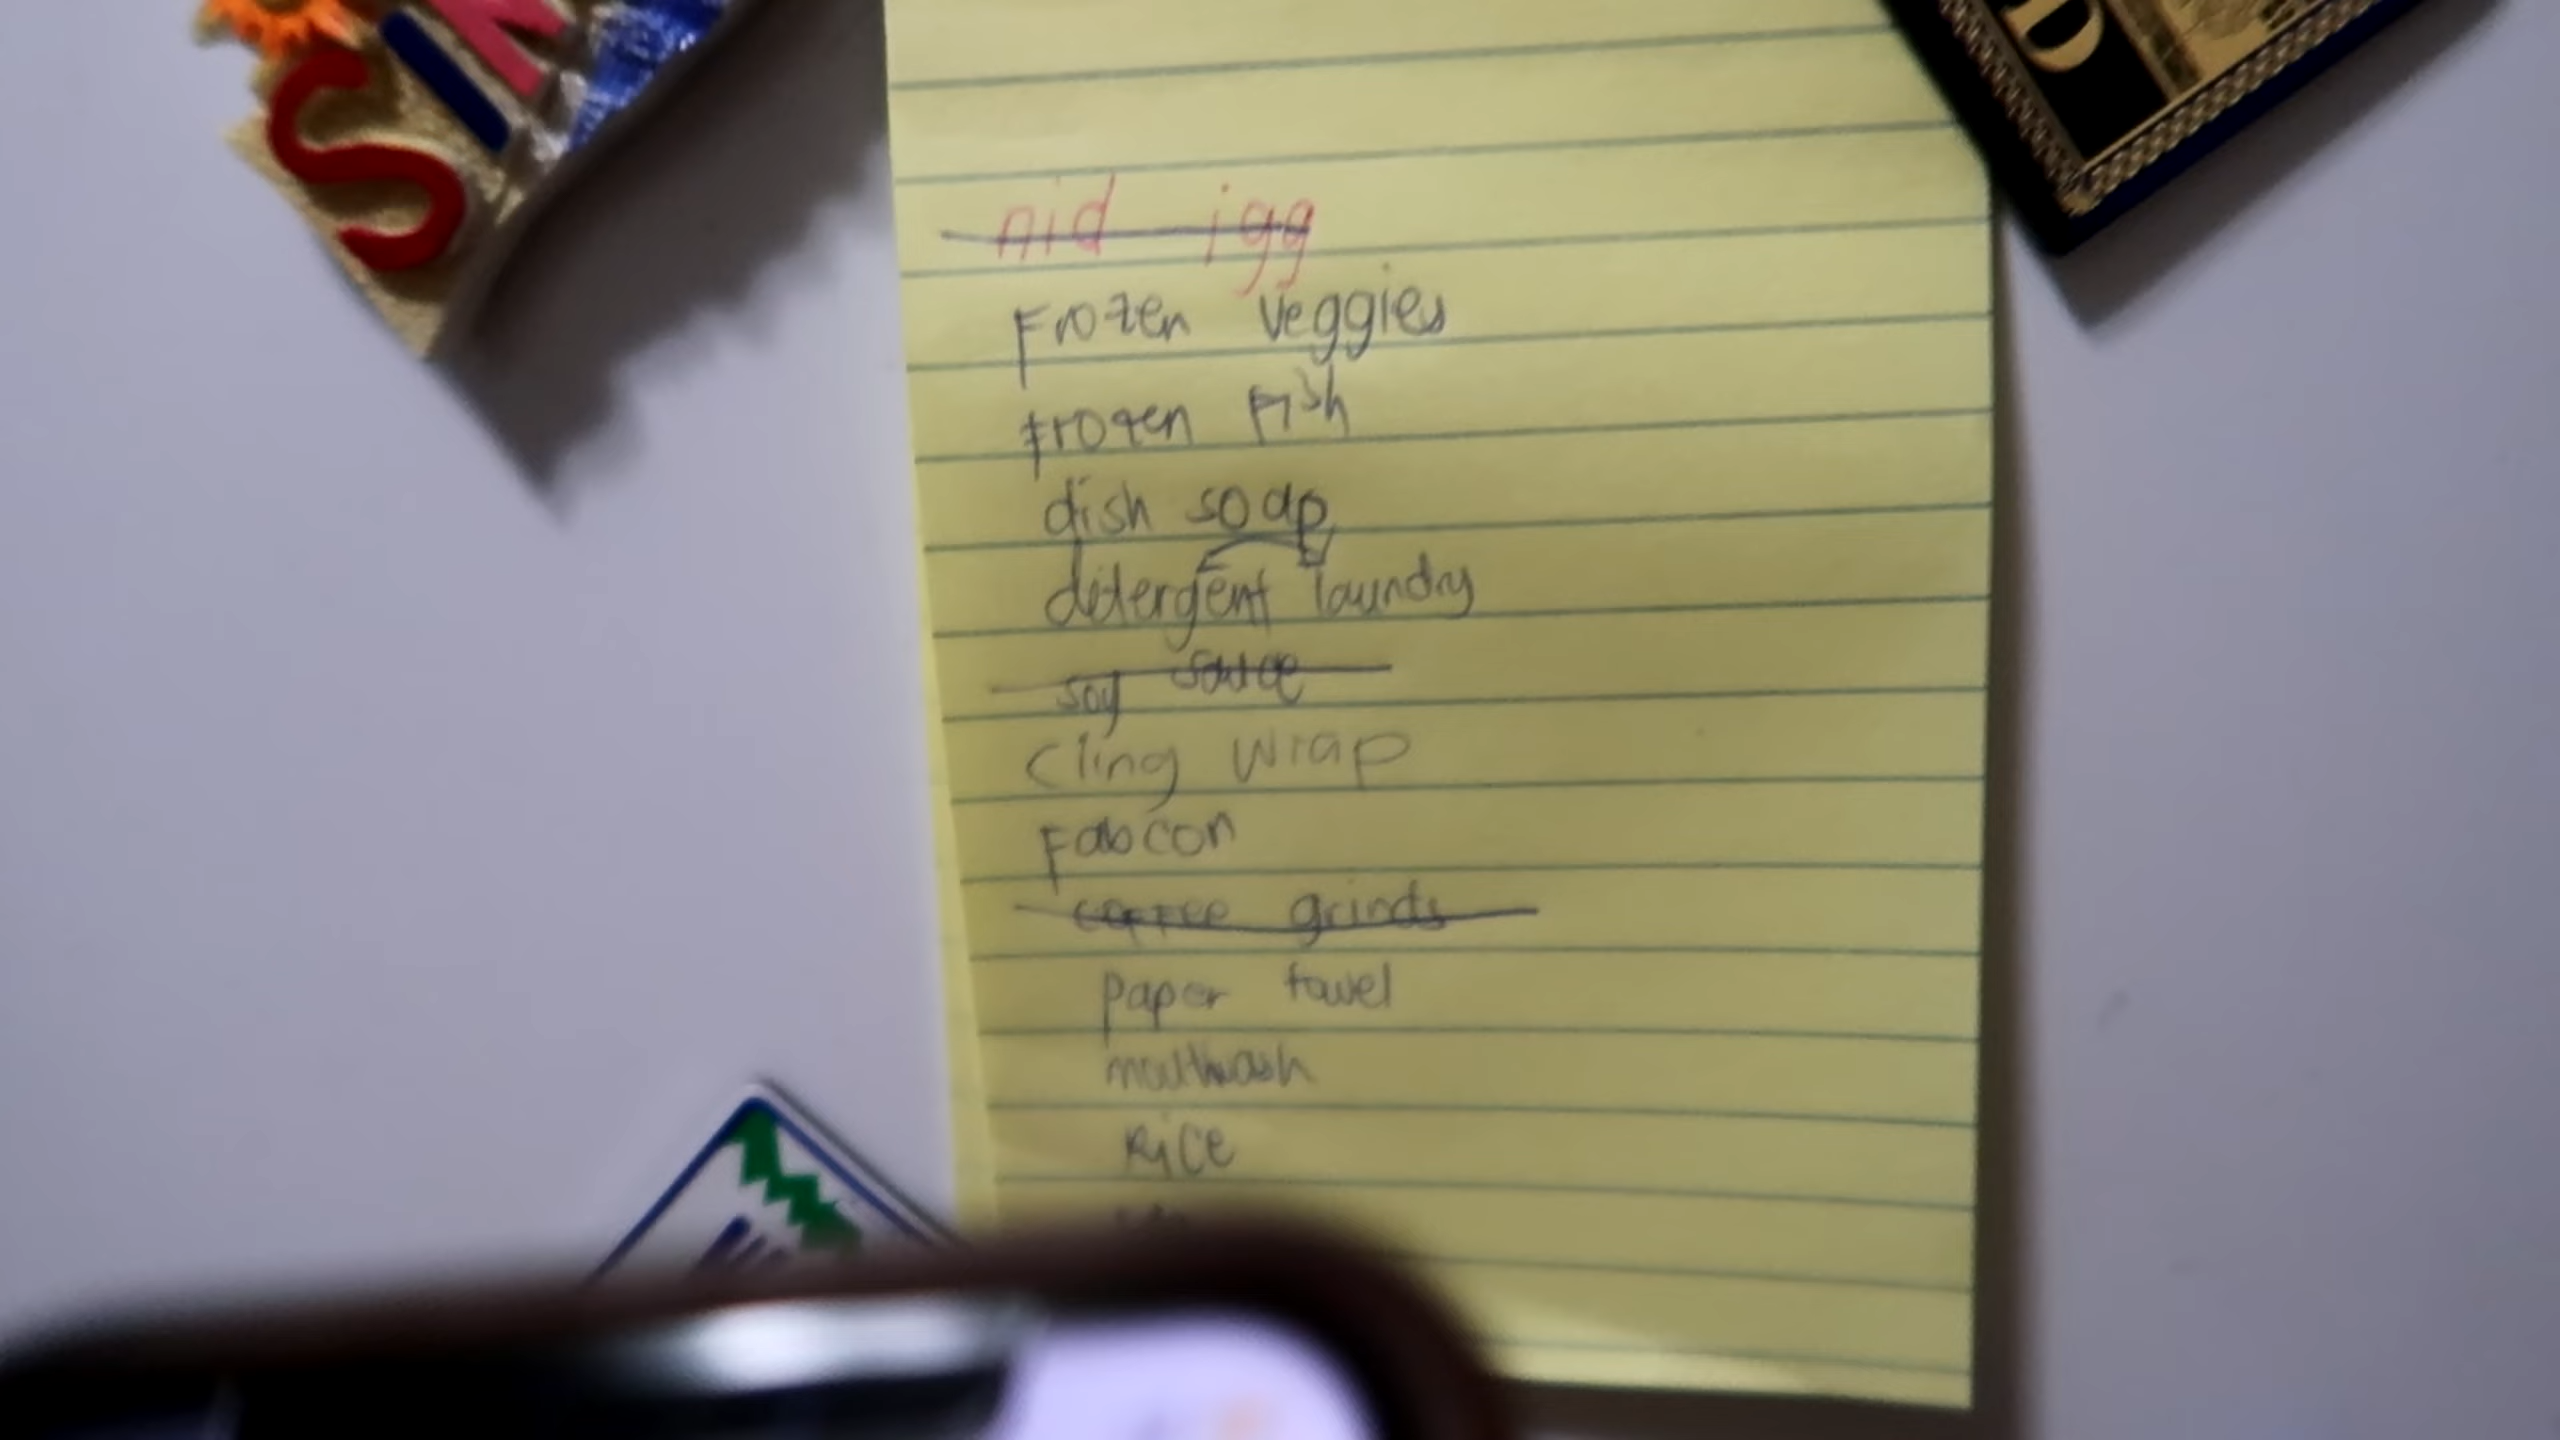 SIN
D
nid igg
Frozen veggies
frozen fish
dish soap
detergent laundry
soy sauce
cling wrap
Fabcon
coffee grinds
paper towel
mouthwash
Rice